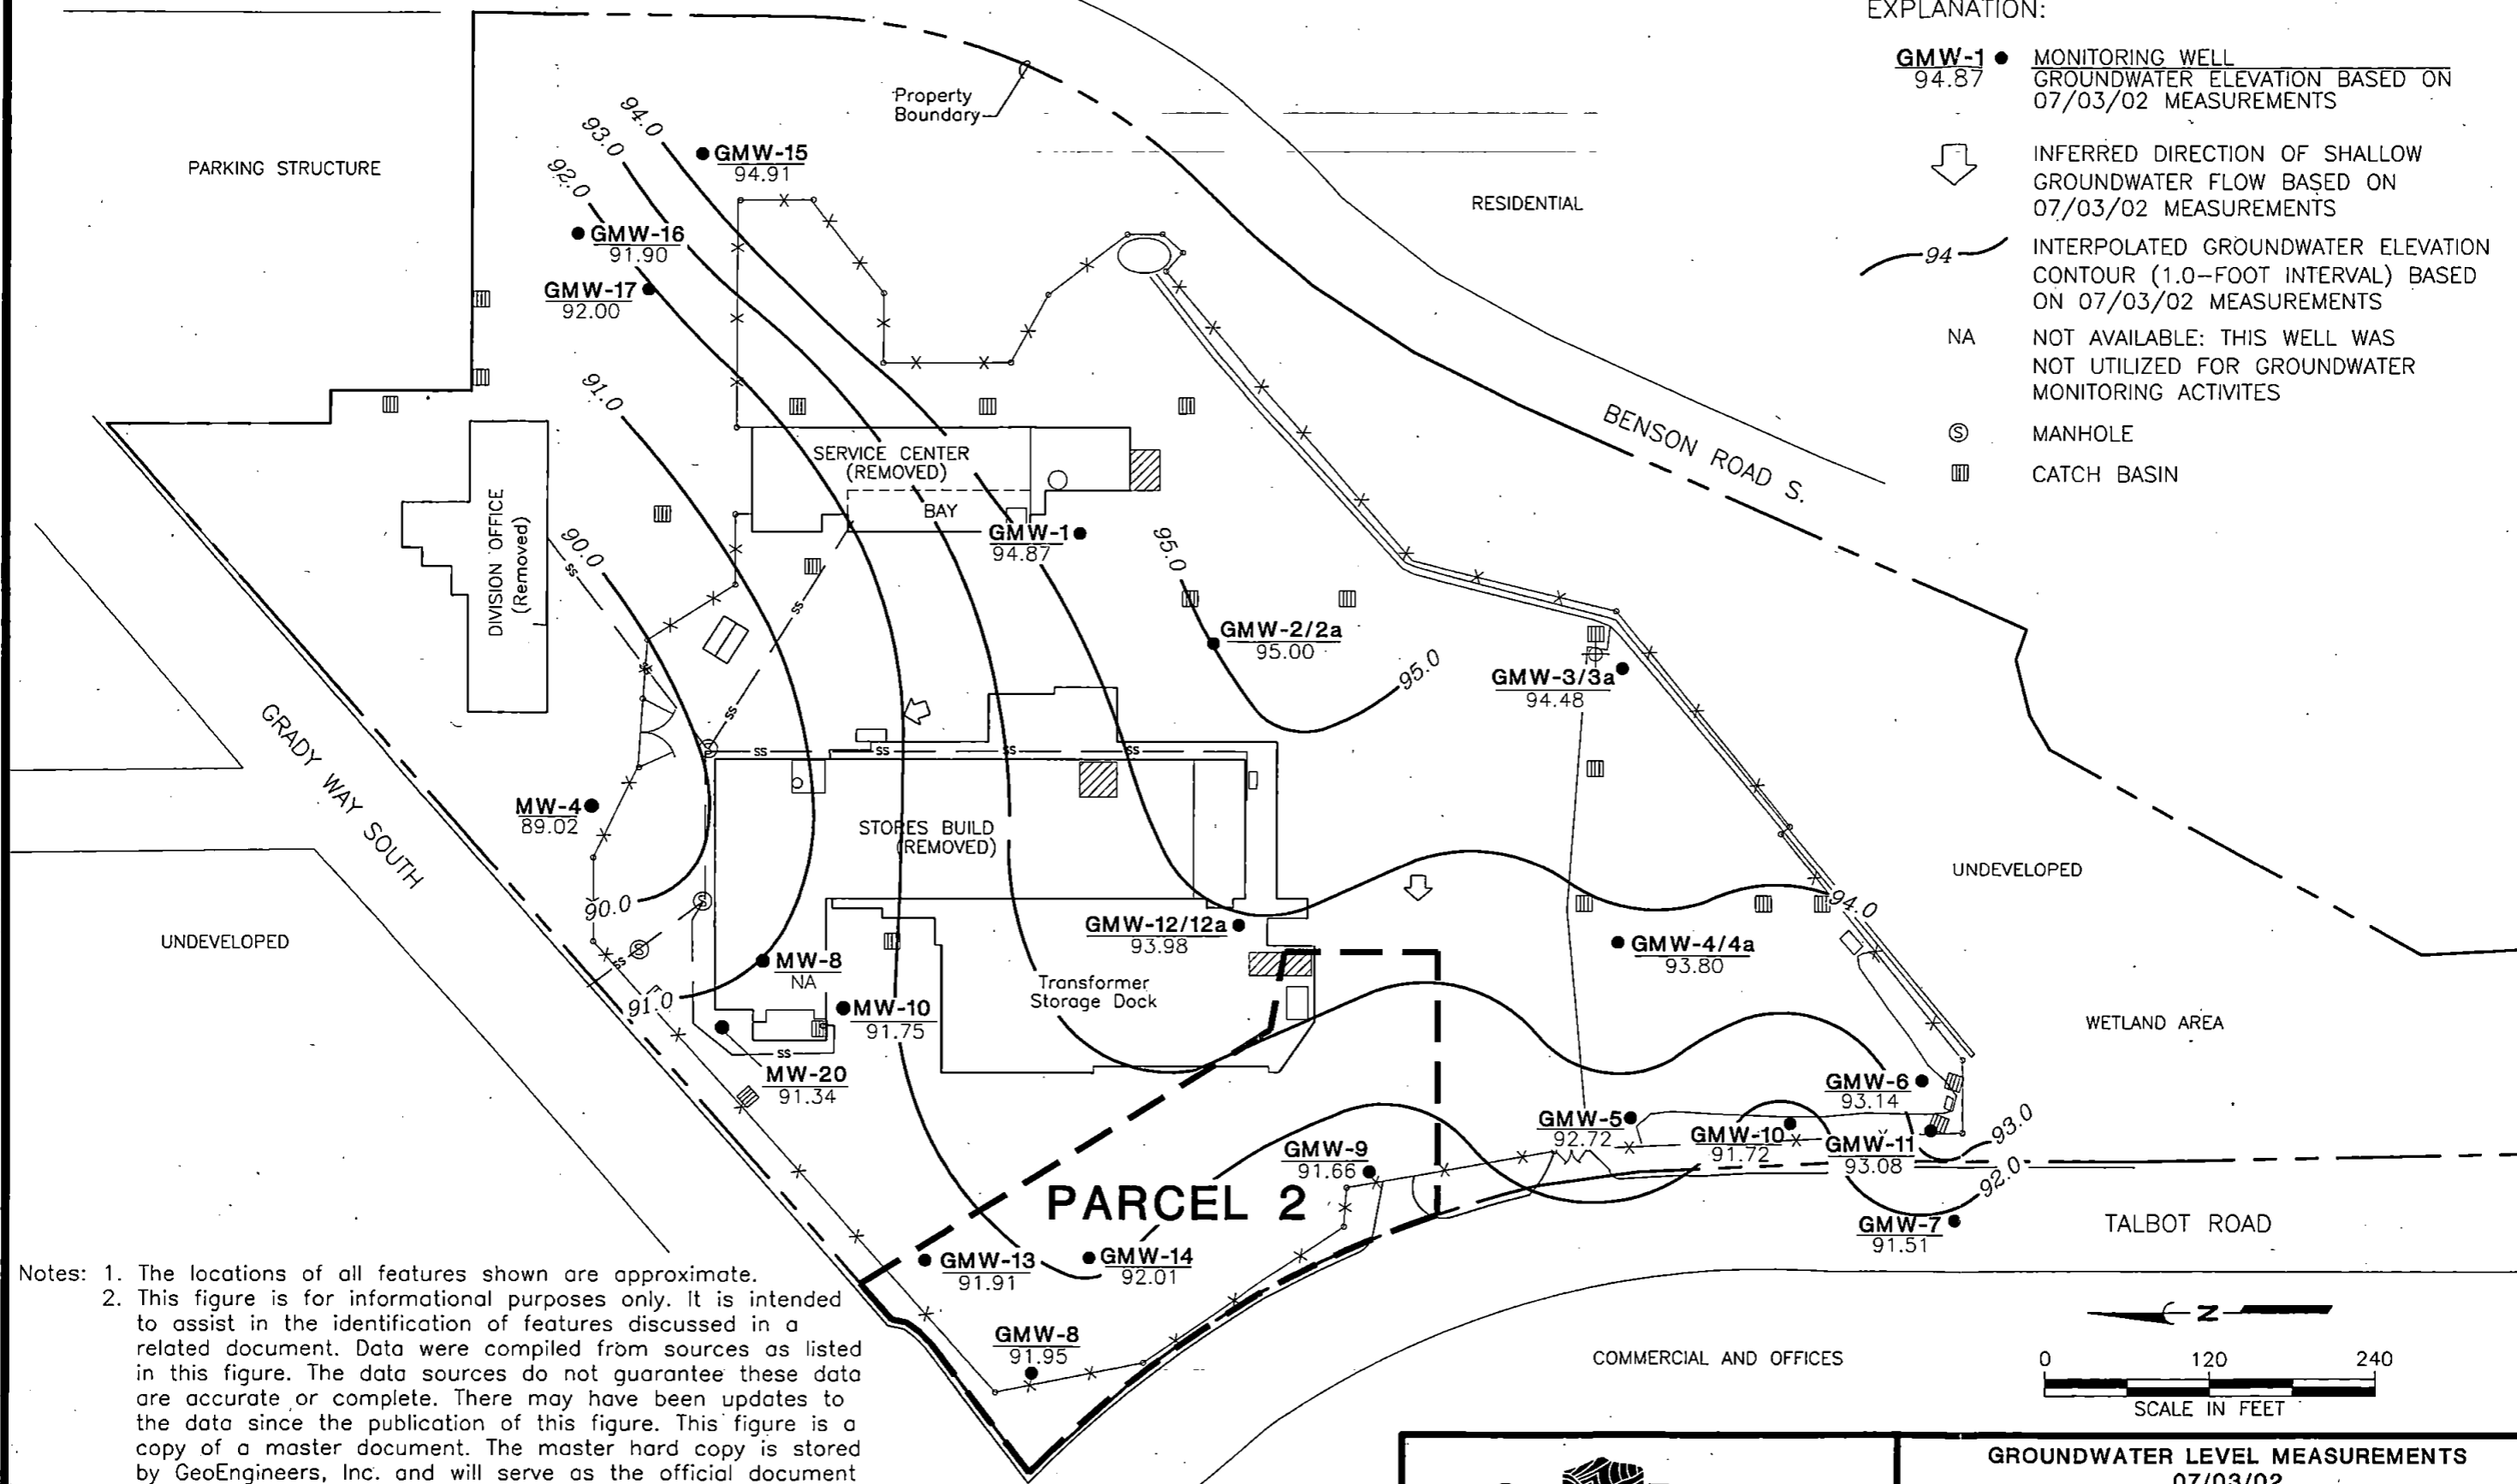 EXPLANATION:
GMW-1
94.87
MONITORING WELL
GROUNDWATER ELEVATION BASED ON
07/03/02 MEASUREMENTS
INFERRED DIRECTION OF SHALLOW
GROUNDWATER FLOW BASED ON
07/03/02 MEASUREMENTS
94
INTERPOLATED GROUNDWATER ELEVATION
CONTOUR (1.0-FOOT INTERVAL) BASED
ON 07/03/02 MEASUREMENTS
NA
NOT AVAILABLE: THIS WELL WAS
NOT UTILIZED FOR GROUNDWATER
MONITORING ACTIVITES
S
MANHOLE
CATCH BASIN
Property
Boundary
94.0
93.0
92.0
GMW-15
94.91
PARKING STRUCTURE
RESIDENTIAL
GMW-16
91.90
GMW-17
92.00
91.0
BENSON ROAD S.
SERVICE CENTER
(REMOVED)
BAY
DIVISION OFFICE
(Removed)
90.0
ss
GMW-1
94.87
95.0
ss
GMW-2/2a
95.00
95.0
GMW-3/3a
94.48
ss
GRADY WAY SOUTH
ss
ss
ss
ss
MW-4
89.02
STORES BUILD
(REMOVED)
UNDEVELOPED
90.0
S
94.0
GMW-12/12a
93.98
GMW-4/4a
93.80
UNDEVELOPED
S
ss
MW-8
NA
91.0
Transformer
Storage Dock
MW-10
91.75
WETLAND AREA
ss
MW-20
91.34
GMW-6
93.14
GMW-5
92.72
GMW-10
91.72
GMW-11
93.08
93.0
92.0
GMW-9
91.66
PARCEL 2
GMW-7
91.51
TALBOT ROAD
GMW-13
91.91
GMW-14
92.01
GMW-8
91.95
Notes: 1. The locations of all features shown are approximate.
2. This figure is for informational purposes only. It is intended
to assist in the identification of features discussed in a
related document. Data were compiled from sources as listed
in this figure. The data sources do not guarantee these data
are accurate or complete. There may have been updates to
the data since the publication of this figure. This figure is a
copy of a master document. The master hard copy is stored
by GeoEngineers, Inc. and will serve as the official document
N
COMMERCIAL AND OFFICES
0 120 240
SCALE IN FEET
GROUNDWATER LEVEL MEASUREMENTS
07/03/02